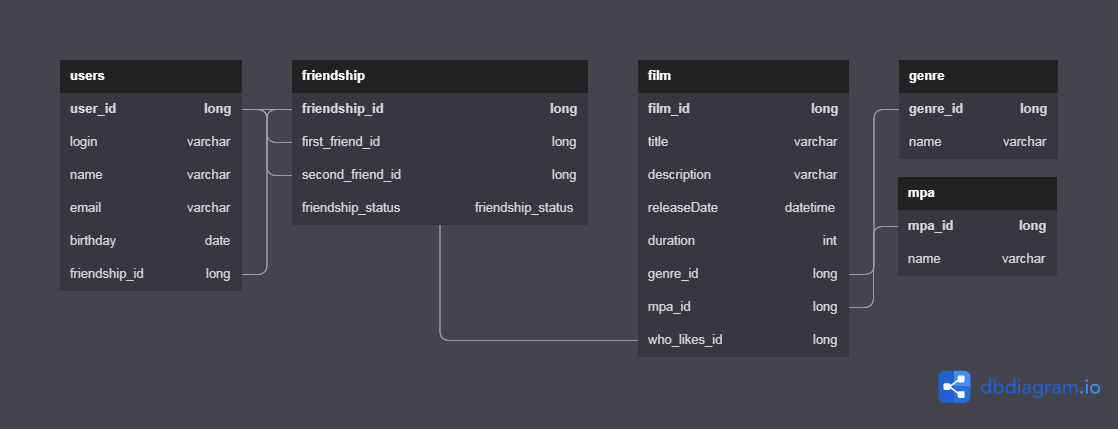 users
user_id long
login varchar
name varchar
email varchar
birthday date
friendship_id long
friendship
friendship_id long
first_friend_id long
second_friend_id long
friendship_status friendship_status
film
film_id long
title varchar
description varchar
releaseDate datetime
duration int
genre_id long
mpa_id long
who_likes_id long
genre
genre_id long
name varchar
mpa
mpa_id long
name varchar
dbdiagram.io